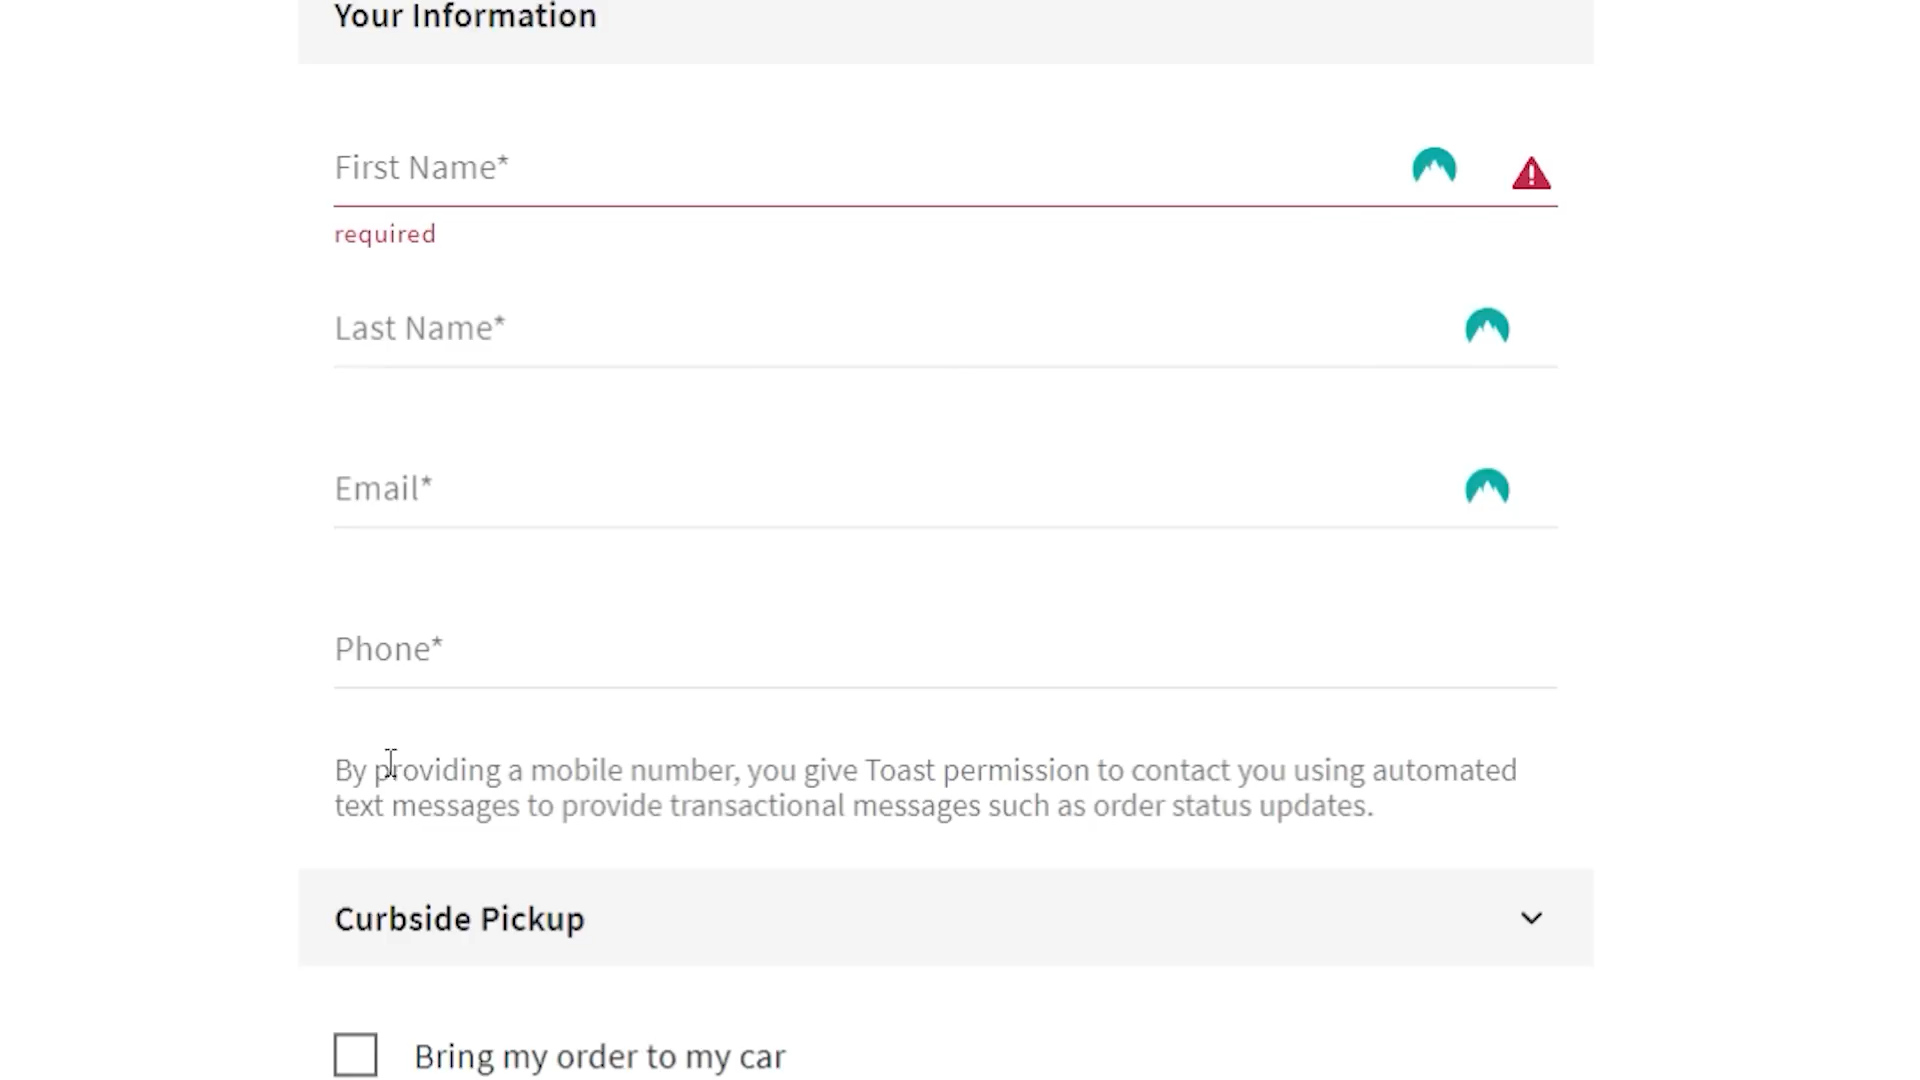 Your Information
First Name*
required
Last Name*
Email*
Phone*
By providing a mobile number, you give Toast permission to contact you using automated
text messages to provide transactional messages such as order status updates.
Curbside Pickup
Bring my order to my car